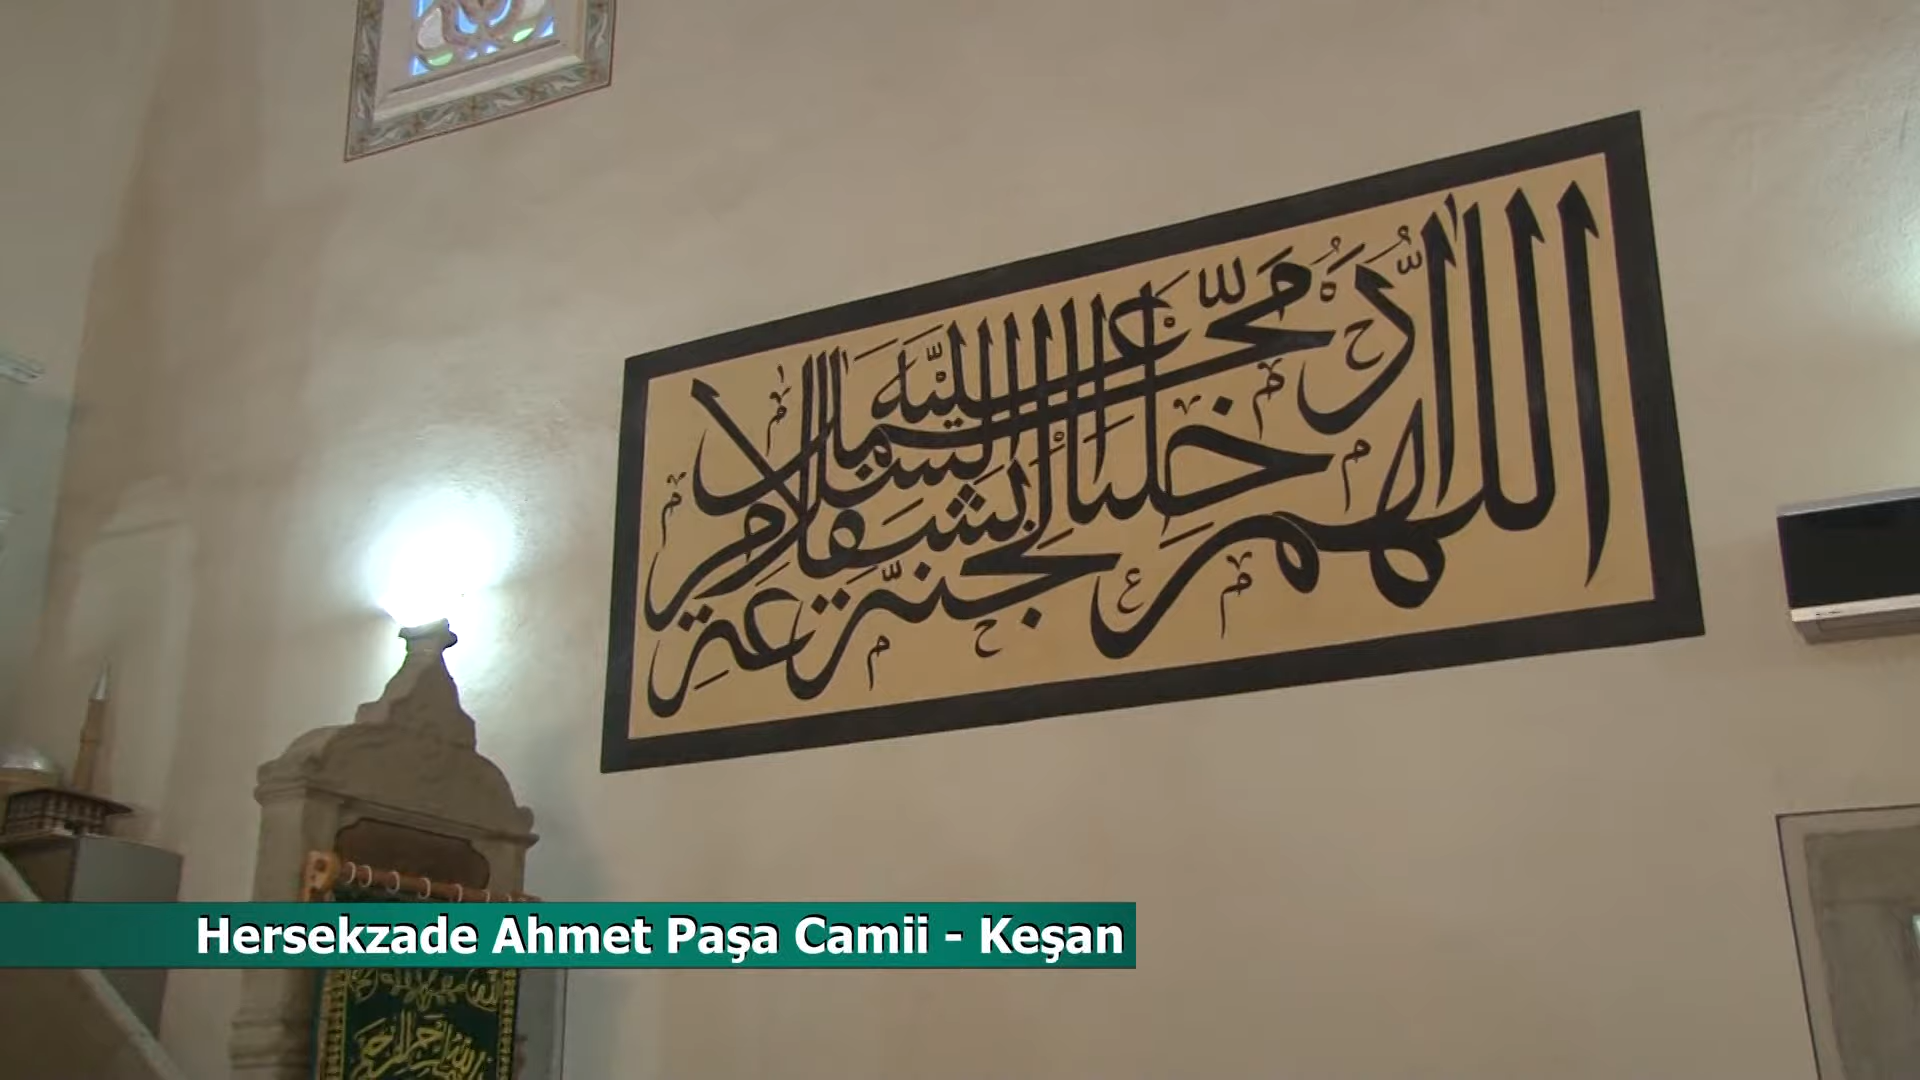 اللهم ادخلنا الجنة بشفاعة محمد عليه السلام
Hersekzade Ahmet Paşa Camii - Keşan